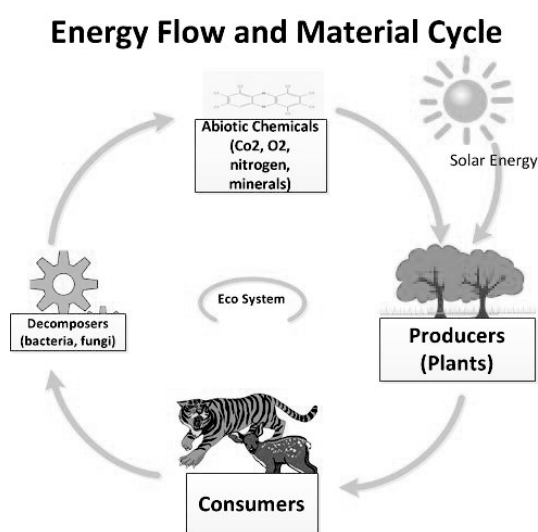 Energy Flow and Material Cycle
Abiotic Chemicals
(Co2, O2,
nitrogen,
minerals)
Solar Energy
Eco System
Decomposers
(bacteria, fungi)
Producers
(Plants)
Consumers